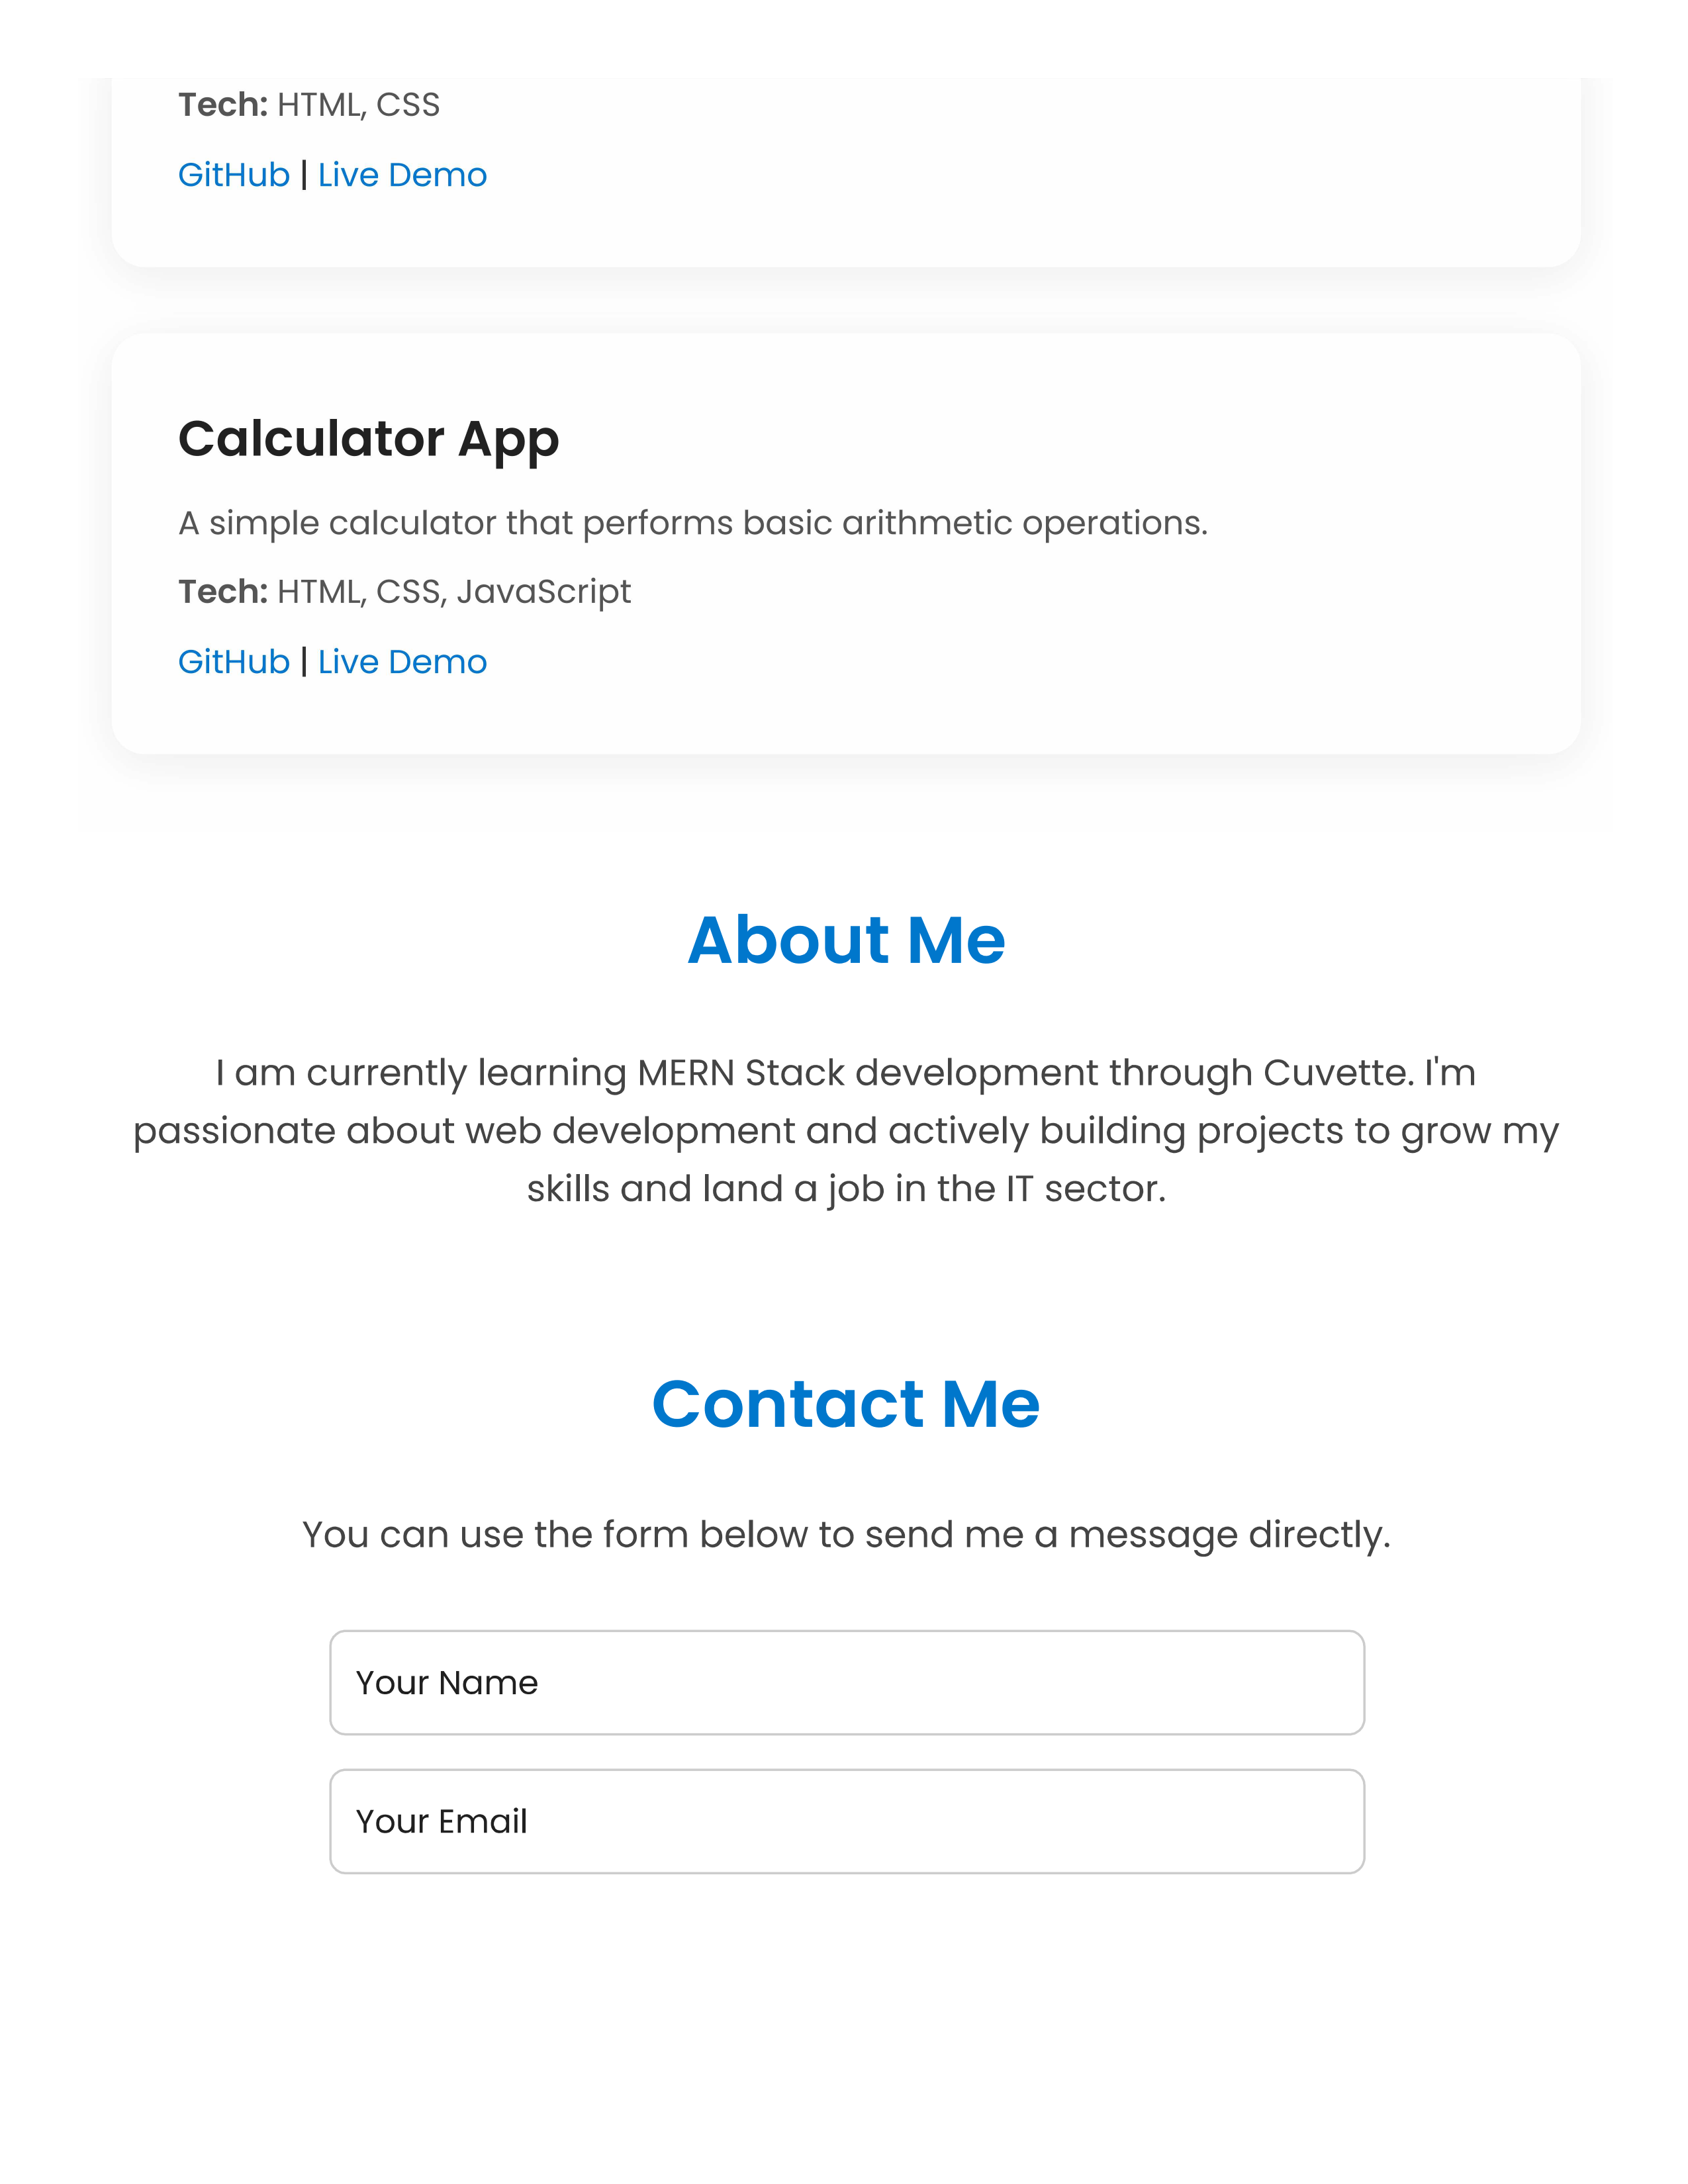 Tech: HTML, CSS
GitHub | Live Demo
Calculator App
A simple calculator that performs basic arithmetic operations.
Tech: HTML, CSS, JavaScript
GitHub | Live Demo
About Me
I am currently learning MERN Stack development through Cuvette. I'm
passionate about web development and actively building projects to grow my
skills and land a job in the IT sector.
Contact Me
You can use the form below to send me a message directly.
Your Name
Your Email